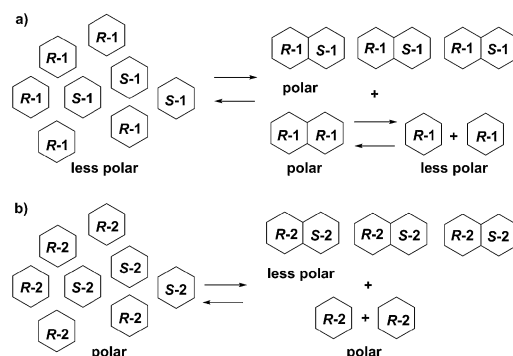 a)
R-1
R-1
S-1
R-1 S-1 S-1
R-1
R-1
less polar
R-1 S-1 R-1 S-1 R-1 S-1
polar
+
R-1 R-1 R-1 + R-1
polar less polar
b)
R-2
R-2
S-2
R-2 S-2 S-2
R-2
R-2
polar
R-2 S-2 R-2 S-2 R-2 S-2
less polar
+
R-2 + R-2
polar